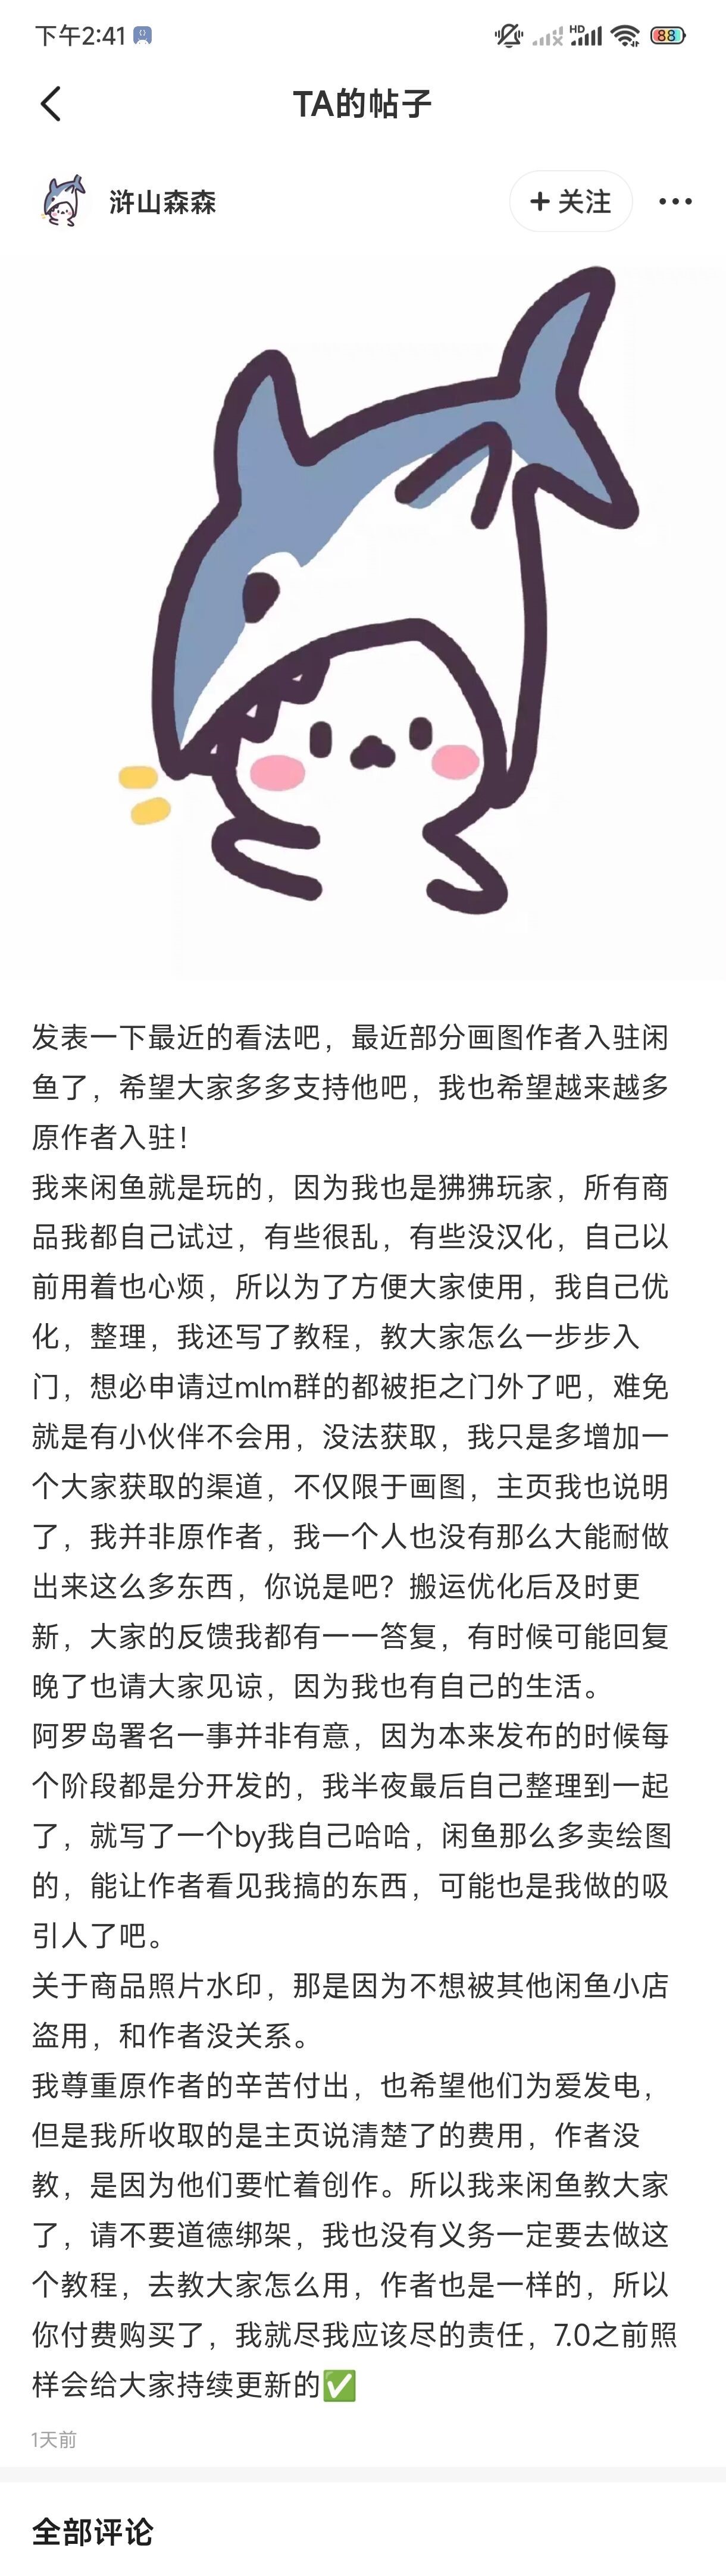 下午2:41
HD
88
TA的帖子
浒山森森
+ 关注
发表一下最近的看法吧，最近部分画图作者入驻闲
鱼了，希望大家多多支持他吧，我也希望越来越多
原作者入驻！
我来闲鱼就是玩的，因为我也是狒狒玩家，所有商
品我都自己试过，有些很乱，有些没汉化，自己以
前用着也心烦，所以为了方便大家使用，我自己优
化，整理，我还写了教程，教大家怎么一步步入
门，想必申请过mlm群的都被拒之门外了吧，难免
就是有小伙伴不会用，没法获取，我只是多增加一
个大家获取的渠道，不仅限于画图，主页我也说明
了，我并非原作者，我一个人也没有那么大能耐做
出来这么多东西，你说是吧？搬运优化后及时更
新，大家的反馈我都有一一答复，有时候可能回复
晚了也请大家见谅，因为我也有自己的生活。
阿罗岛署名一事并非有意，因为本来发布的时候每
个阶段都是分开发的，我半夜最后自己整理到一起
了，就写了一个by我自己哈哈，闲鱼那么多卖绘图
的，能让作者看见我搞的东西，可能也是我做的吸
引人了吧。
关于商品照片水印，那是因为不想被其他闲鱼小店
盗用，和作者没关系。
我尊重原作者的辛苦付出，也希望他们为爱发电，
但是我所收取的是主页说清楚了的费用，作者没
教，是因为他们要忙着创作。所以我来闲鱼教大家
了，请不要道德绑架，我也没有义务一定要去做这
个教程，去教大家怎么用，作者也是一样的，所以
你付费购买了，我就尽我应该尽的责任，7.0之前照
样会给大家持续更新的✅
1天前
全部评论